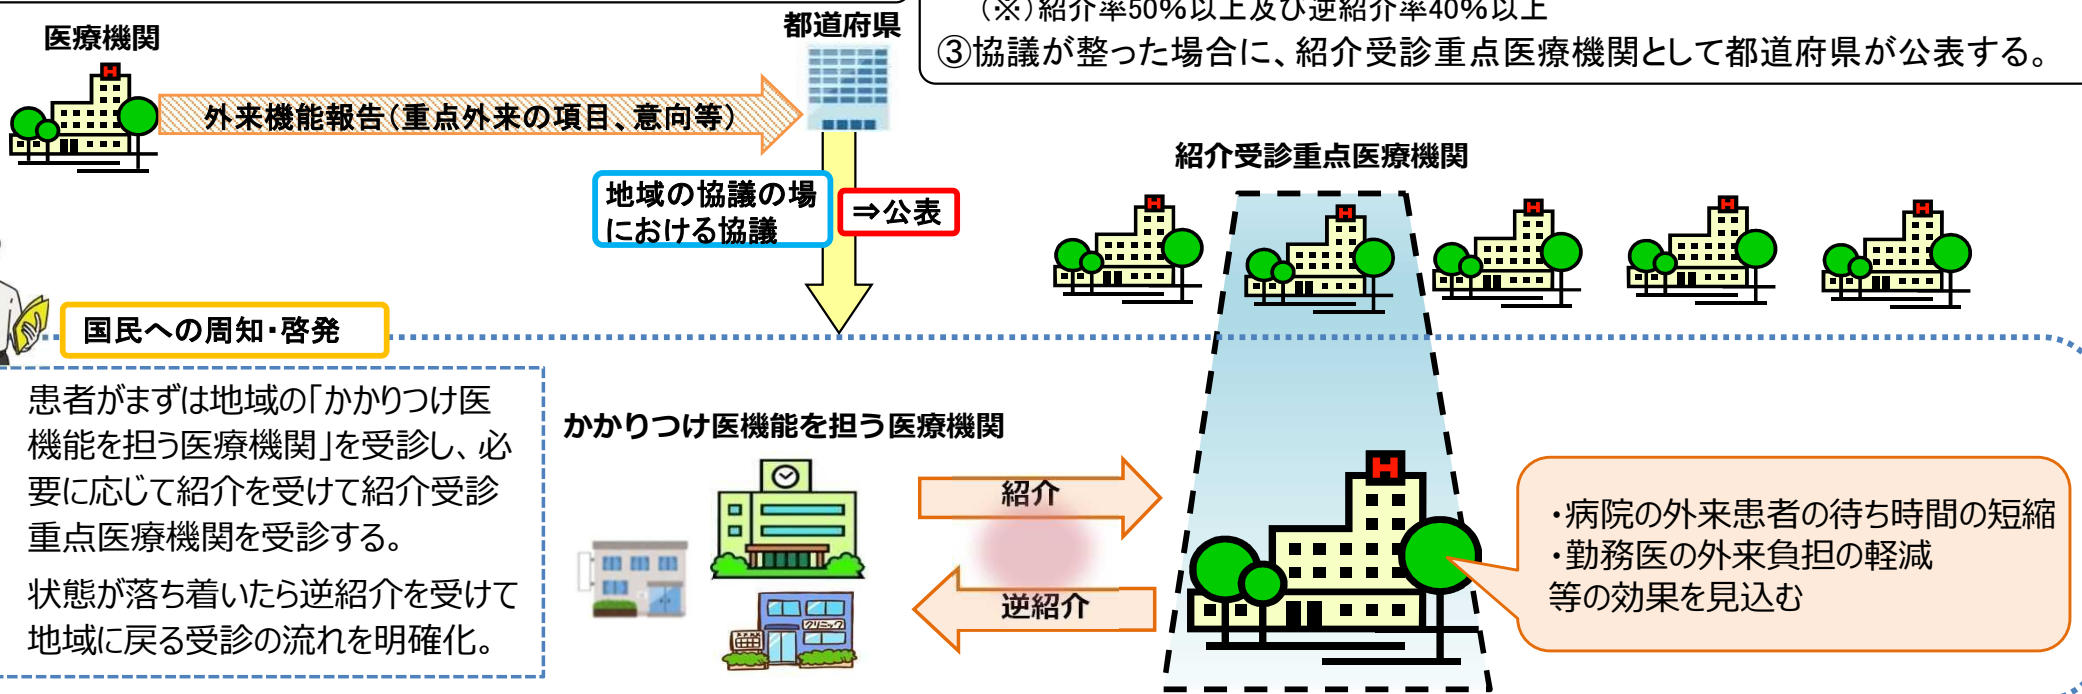 (※)紹介率50%以上及び逆紹介率40%以上
③協議が整った場合に、紹介受診重点医療機関として都道府県が公表する。
医療機関
都道府県
外来機能報告(重点外来の項目、意向等)
地域の協議の場
における協議
⇒公表
紹介受診重点医療機関
H
H
H
H
H
H
国民への周知・啓発
患者がまずは地域の「かかりつけ医
機能を担う医療機関」を受診し、必
要に応じて紹介を受けて紹介受診
重点医療機関を受診する。
状態が落ち着いたら逆紹介を受けて
地域に戻る受診の流れを明確化。
かかりつけ医機能を担う医療機関
クリニック
紹介
逆紹介
H
・病院の外来患者の待ち時間の短縮
・勤務医の外来負担の軽減
等の効果を見込む